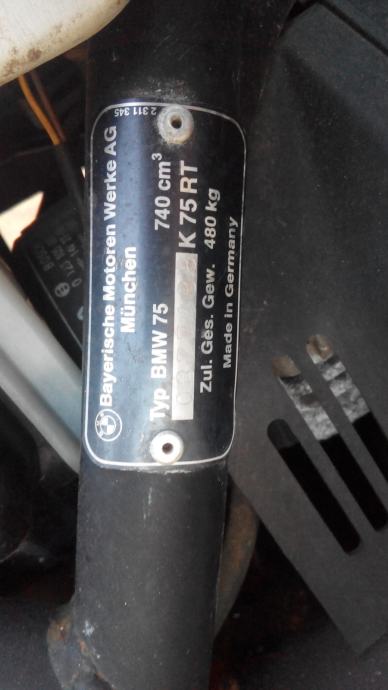 2 311 345
Bayerische Motoren Werke AG
München
Typ BMW 75 740 cm³
K 75 RT
Zul. Ges. Gew. 480 kg
Made in Germany
BOSCH